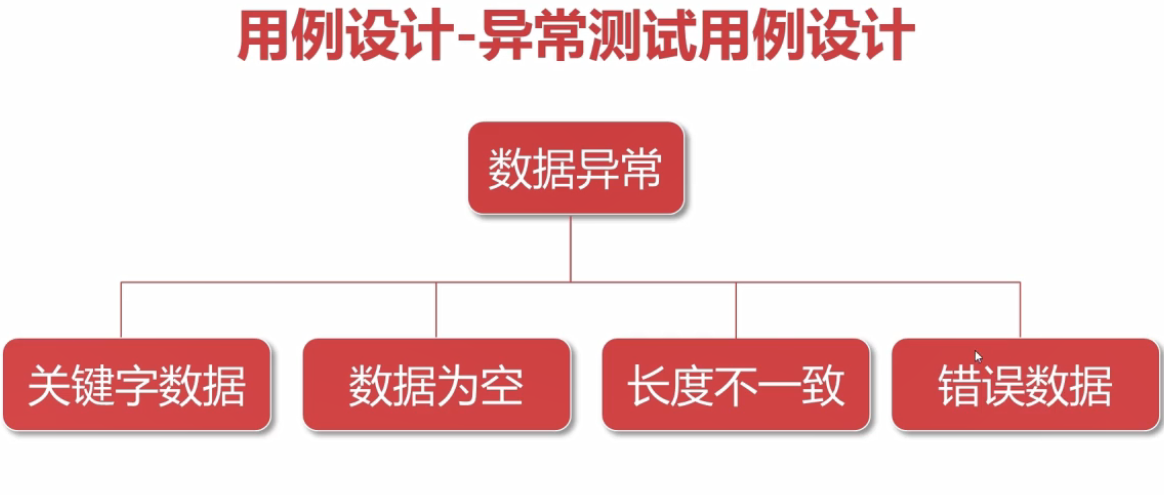 用例设计-异常测试用例设计
数据异常
关键字数据
数据为空
长度不一致
错误数据